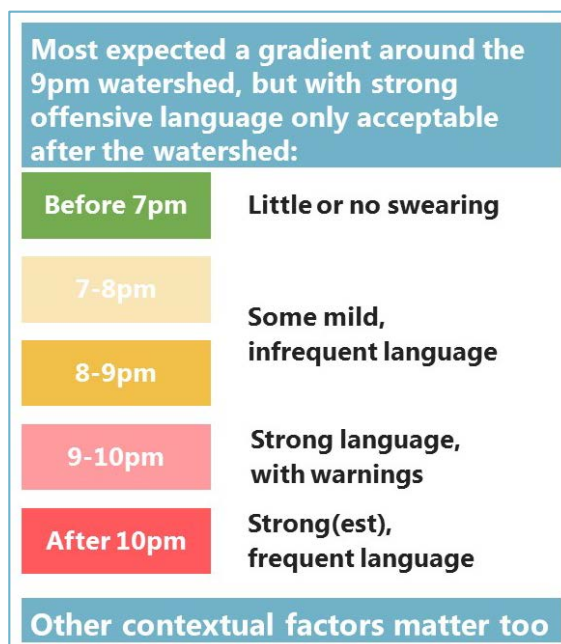 Most expected a gradient around the
9pm watershed, but with strong
offensive language only acceptable
after the watershed:
Before 7pm
Little or no swearing
7-8pm
8-9pm
Some mild,
infrequent language
9-10pm
Strong language,
with warnings
After 10pm
Strong(est),
frequent language
Other contextual factors matter too